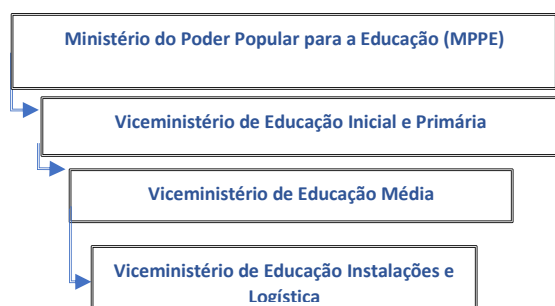 Ministério do Poder Popular para a Educação (MPPE)
Viceministério de Educação Inicial e Primária
Viceministério de Educação Média
Viceministério de Educação Instalações e
Logística